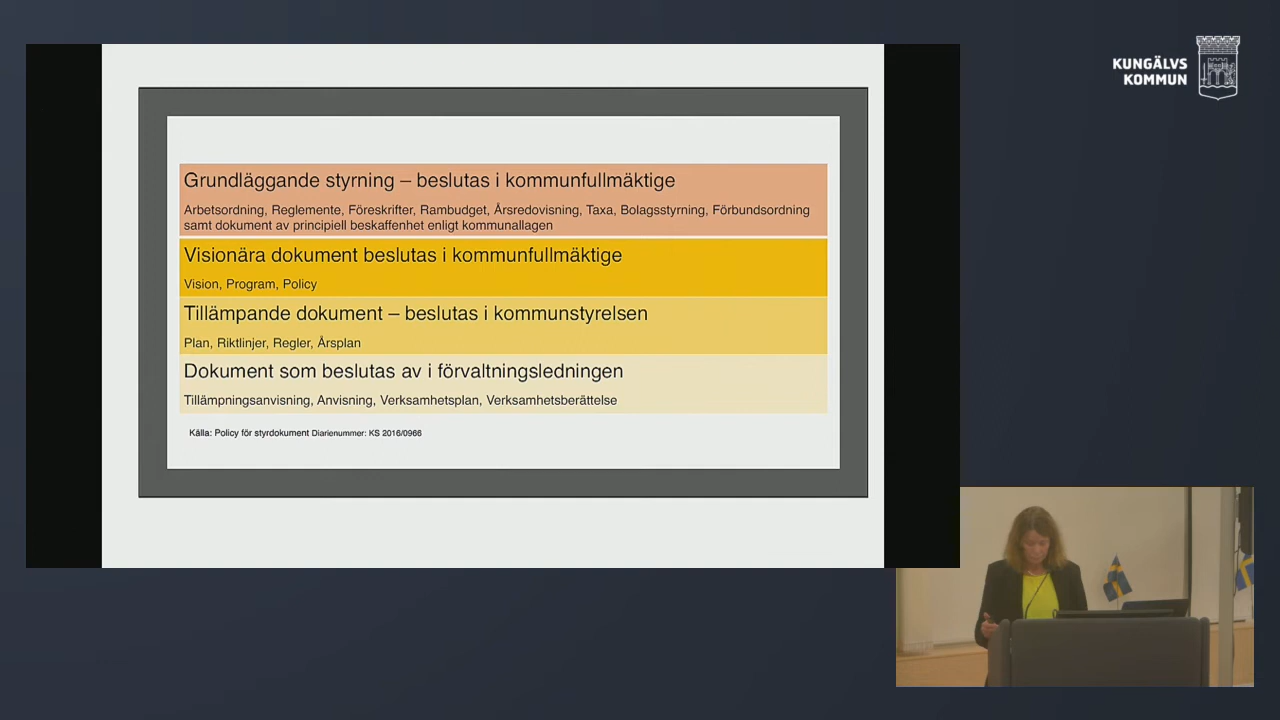 KUNGÄLVS
KOMMUN
Grundläggande styrning – beslutas i kommunfullmäktige
Arbetsordning, Reglemente, Föreskrifter, Rambudget, Årsredovisning, Taxa, Bolagsstyrning, Förbundsordning
samt dokument av principiell beskaffenhet enligt kommunallagen
Visionära dokument beslutas i kommunfullmäktige
Vision, Program, Policy
Tillämpande dokument – beslutas i kommunstyrelsen
Plan, Riktlinjer, Regler, Årsplan
Dokument som beslutas av i förvaltningsledningen
Tillämpningsanvisning, Anvisning, Verksamhetsplan, Verksamhetsberättelse
Källa: Policy för styrdokument Diarienummer: KS 2016/0966